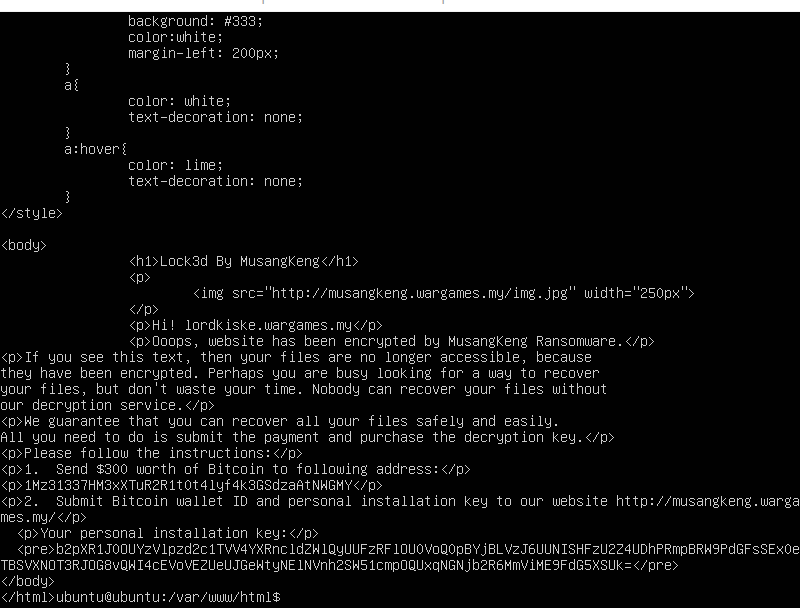 background: #333;
color:white;
margin-left: 200px;
}
a{
color: white;
text-decoration: none;
}
a:hover{
color: lime;
text-decoration: none;
}
</style>
<body>
<h1>Lock3d By MusangKeng</h1>
<p>
<img src="http://musangkeng.wargames.my/img.jpg" width="250px">
</p>
<p>Hi! lordkiske.wargames.my</p>
<p>Ooops, website has been encrypted by MusangKeng Ransomware.</p>
<p>If you see this text, then your files are no longer accessible, because
they have been encrypted. Perhaps you are busy looking for a way to recover
your files, but don't waste your time. Nobody can recover your files without
our decryption service.</p>
<p>We guarantee that you can recover all your files safely and easily.
All you need to do is submit the payment and purchase the decryption key.</p>
<p>Please follow the instructions:</p>
<p>1.  Send $300 worth of Bitcoin to following address:</p>
<p>1Mz31337HM3xXTuR2R1t0t4lyf4k3GSdzaAtNWGMY</p>
<p>2.  Submit Bitcoin wallet ID and personal installation key to our website http://musangkeng.warga
mes.my/</p>
<p>Your personal installation key:</p>
<pre></pre>
</body>
</html>ubuntu@ubuntu:/var/www/html$